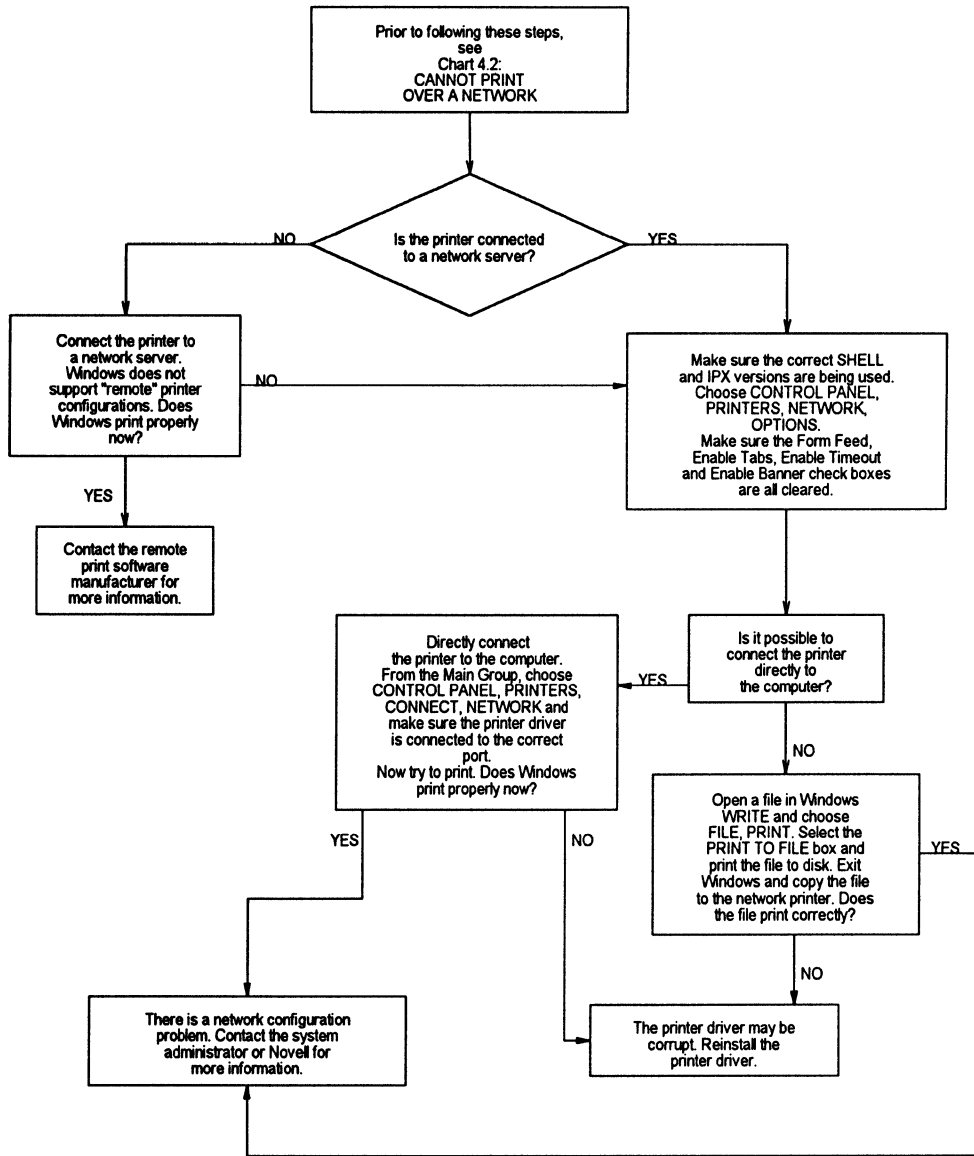 Prior to following these steps,
see
Chart 4.2:
CANNOT PRINT
OVER A NETWORK
Is the printer connected
to a network server?
NO
YES
Connect the printer to
a network server.
Windows does not
support "remote" printer
configurations. Does
Windows print properly
now?
NO
YES
Contact the remote
print software
manufacturer for
more information.
Make sure the correct SHELL
and IPX versions are being used.
Choose CONTROL PANEL,
PRINTERS, NETWORK,
OPTIONS.
Make sure the Form Feed,
Enable Tabs, Enable Timeout
and Enable Banner check boxes
are all cleared.
Is it possible to
connect the printer
directly to
the computer?
YES
NO
Directly connect
the printer to the computer.
From the Main Group, choose
CONTROL PANEL, PRINTERS,
CONNECT, NETWORK and
make sure the printer driver
is connected to the correct
port.
Now try to print. Does Windows
print properly now?
YES
NO
Open a file in Windows
WRITE and choose
FILE, PRINT. Select the
PRINT TO FILE box and
print the file to disk. Exit
Windows and copy the file
to the network printer. Does
the file print correctly?
YES
NO
There is a network configuration
problem. Contact the system
administrator or Novell for
more information.
The printer driver may be
corrupt. Reinstall the
printer driver.